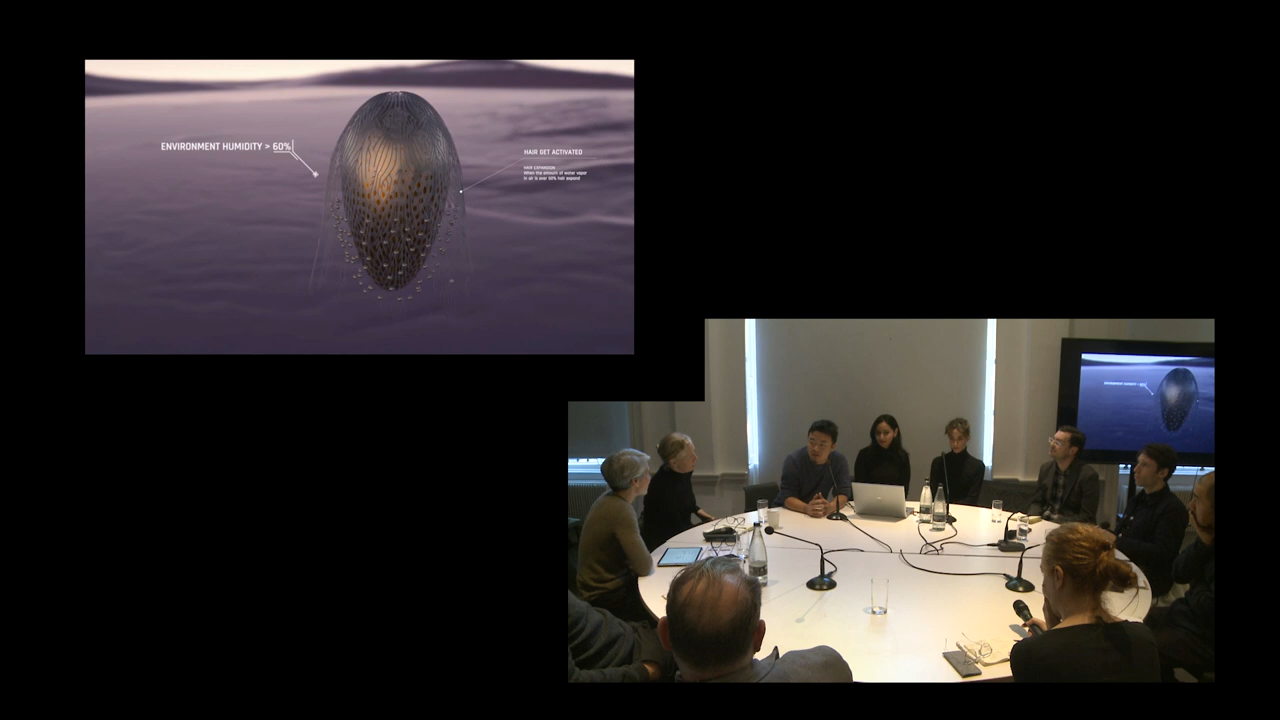 ENVIRONMENT HUMIDITY > 60%
HAIR GET ACTIVATED
HAIR EXPANSION
When the amount of water vapor
in air is over 60% hair expand